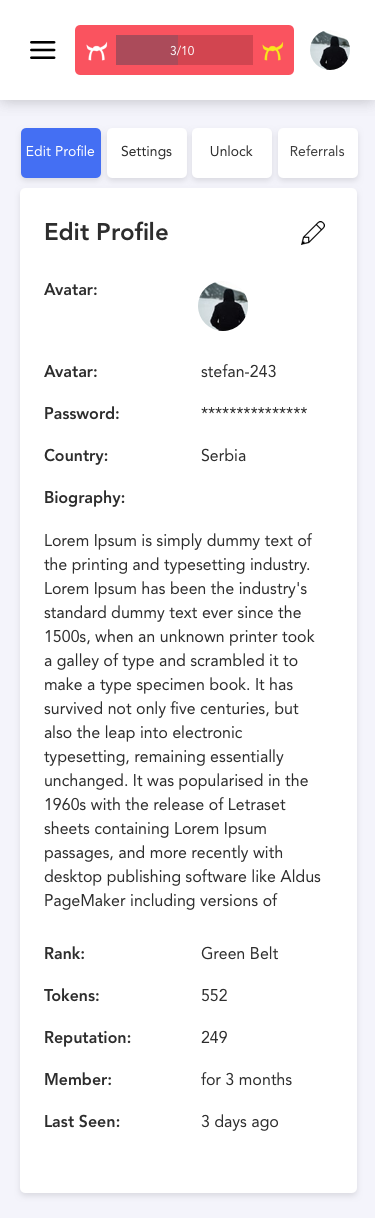 3/10
Edit Profile Settings Unlock Referrals
Edit Profile
Avatar:
Avatar: stefan-243
Password: ***************
Country: Serbia
Biography:
Lorem Ipsum is simply dummy text of
the printing and typesetting industry.
Lorem Ipsum has been the industry's
standard dummy text ever since the
1500s, when an unknown printer took
a galley of type and scrambled it to
make a type specimen book. It has
survived not only five centuries, but
also the leap into electronic
typesetting, remaining essentially
unchanged. It was popularised in the
1960s with the release of Letraset
sheets containing Lorem Ipsum
passages, and more recently with
desktop publishing software like Aldus
PageMaker including versions of
Rank: Green Belt
Tokens: 552
Reputation: 249
Member: for 3 months
Last Seen: 3 days ago